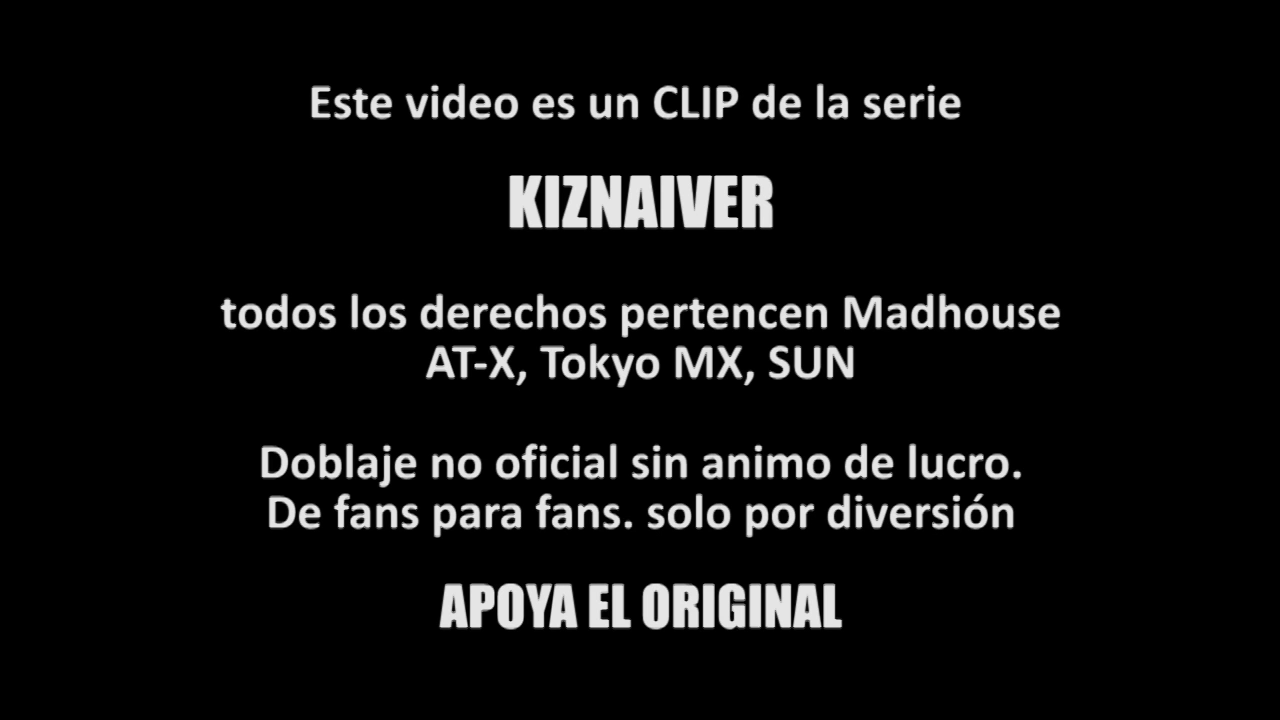 Este video es un CLIP de la serie
KIZNAIVER
todos los derechos pertencen Madhouse
AT-X, Tokyo MX, SUN
Doblaje no oficial sin animo de lucro.
De fans para fans. solo por diversión
APOYA EL ORIGINAL